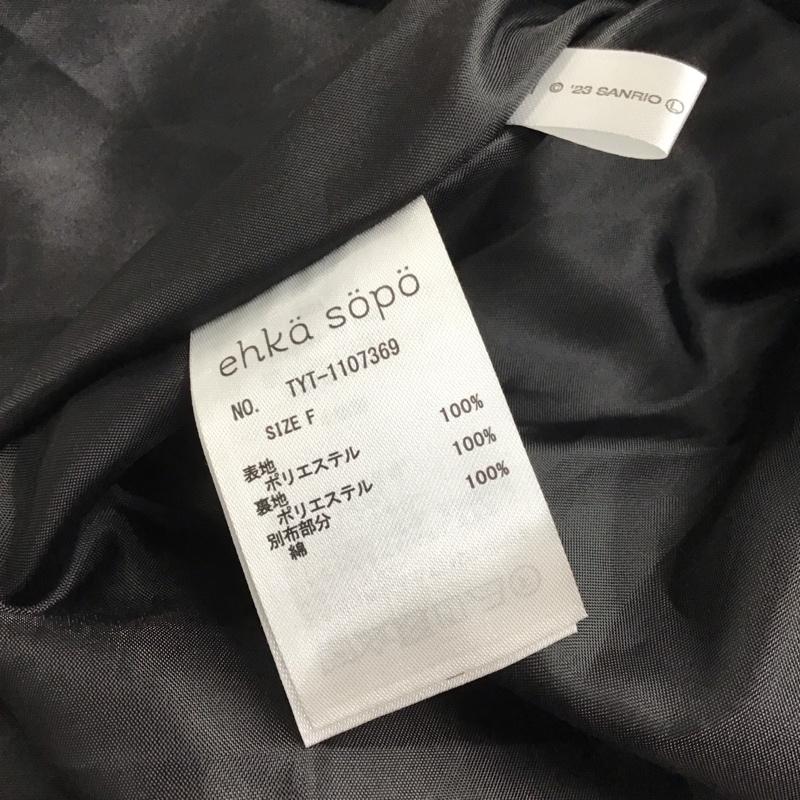 © '23 SANRIO Ⓛ
ehkä söpö
NO. TYT-1107369
SIZE F
表地
ポリエステル 100%
裏地
ポリエステル 100%
別布部分
綿 100%